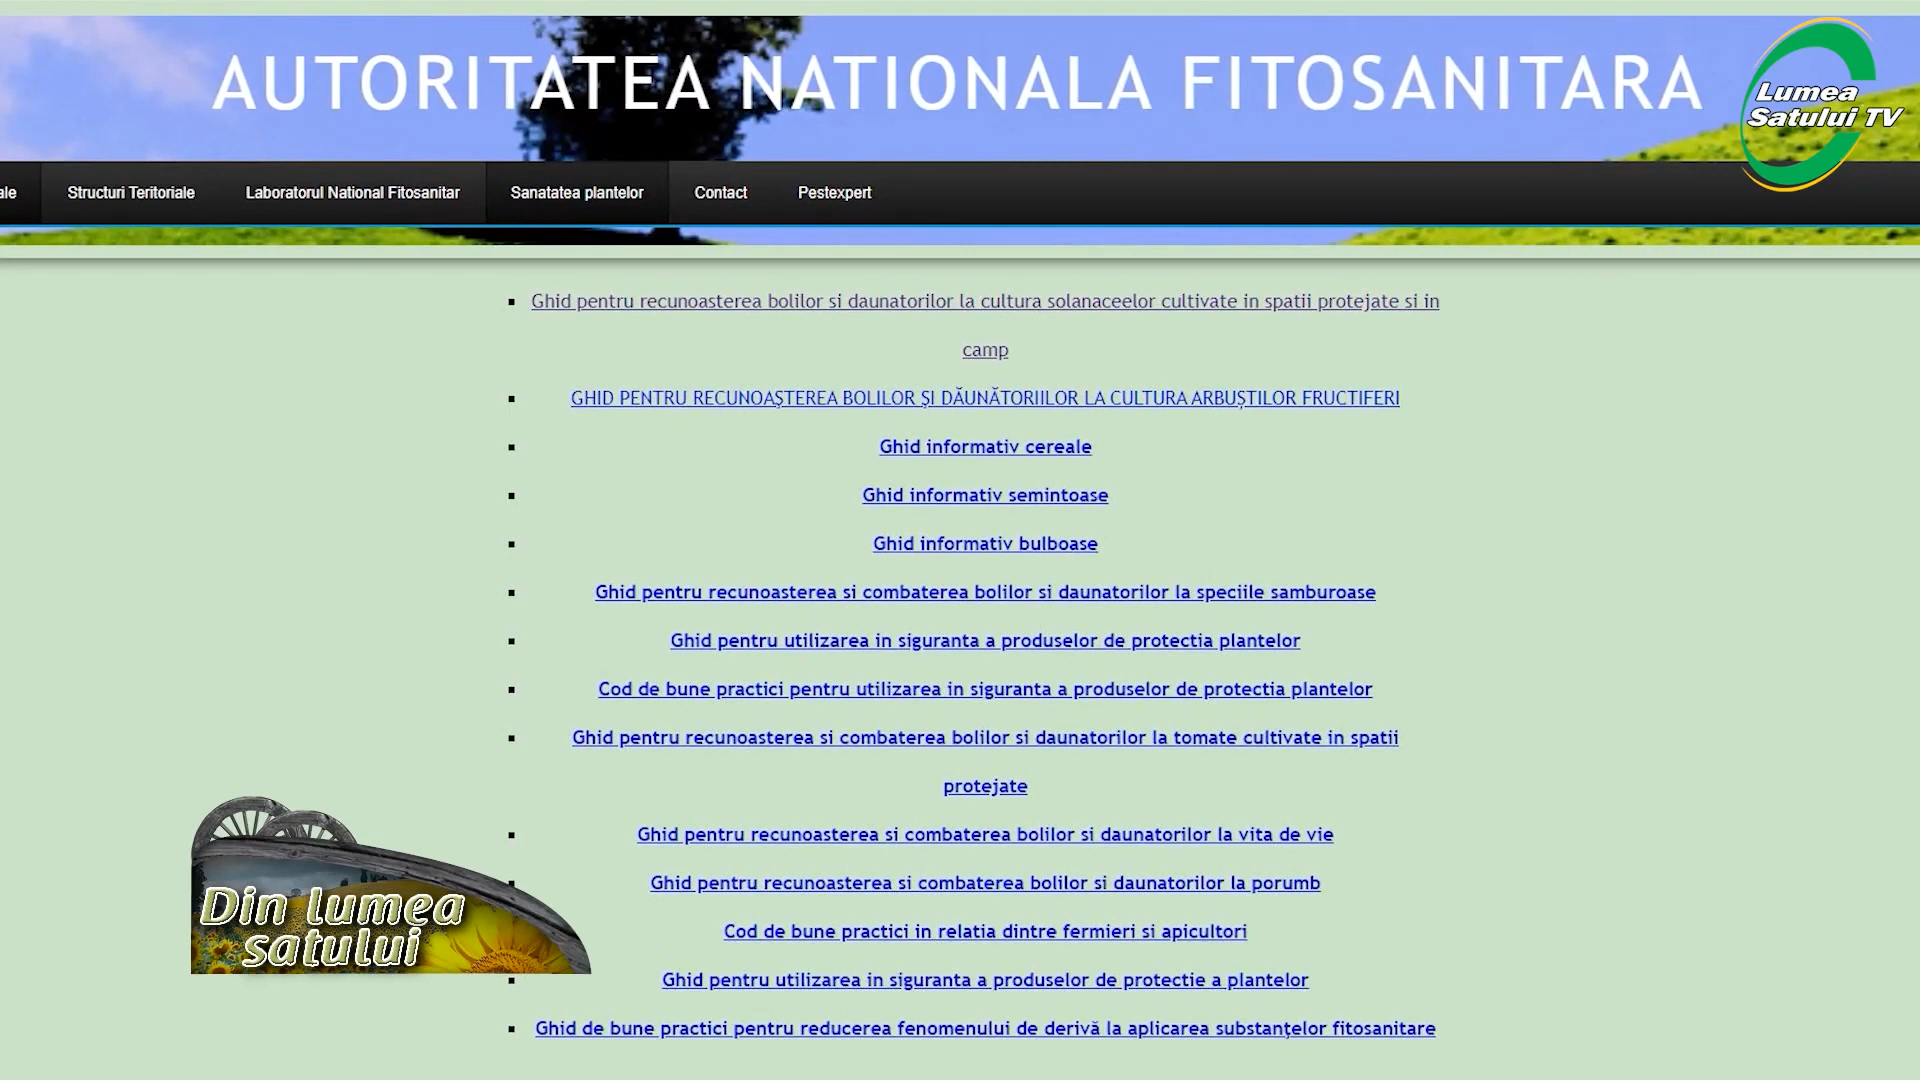 AUTORITATEA NATIONALA FITOSANITARA
Lumea
Satului TV
ale Structuri Teritoriale Laboratorul National Fitosanitar Sanatatea plantelor Contact Pestexpert
Ghid pentru recunoasterea bolilor si daunatorilor la cultura solanaceelor cultivate in spatii protejate si in
camp
GHID PENTRU RECUNOAŞTEREA BOLILOR ŞI DĂUNĂTORIILOR LA CULTURA ARBUȘTILOR FRUCTIFERI
Ghid informativ cereale
Ghid informativ semintoase
Ghid informativ bulboase
Ghid pentru recunoasterea si combaterea bolilor si daunatorilor la speciile samburoase
Ghid pentru utilizarea in siguranta a produselor de protectia plantelor
Cod de bune practici pentru utilizarea in siguranta a produselor de protectia plantelor
Ghid pentru recunoasterea si combaterea bolilor si daunatorilor la tomate cultivate in spatii
protejate
Ghid pentru recunoasterea si combaterea bolilor si daunatorilor la vita de vie
Ghid pentru recunoasterea si combaterea bolilor si daunatorilor la porumb
Cod de bune practici in relatia dintre fermieri si apicultori
Ghid pentru utilizarea in siguranta a produselor de protectie a plantelor
Ghid de bune practici pentru reducerea fenomenului de derivă la aplicarea substanţelor fitosanitare
Din lumea
satului